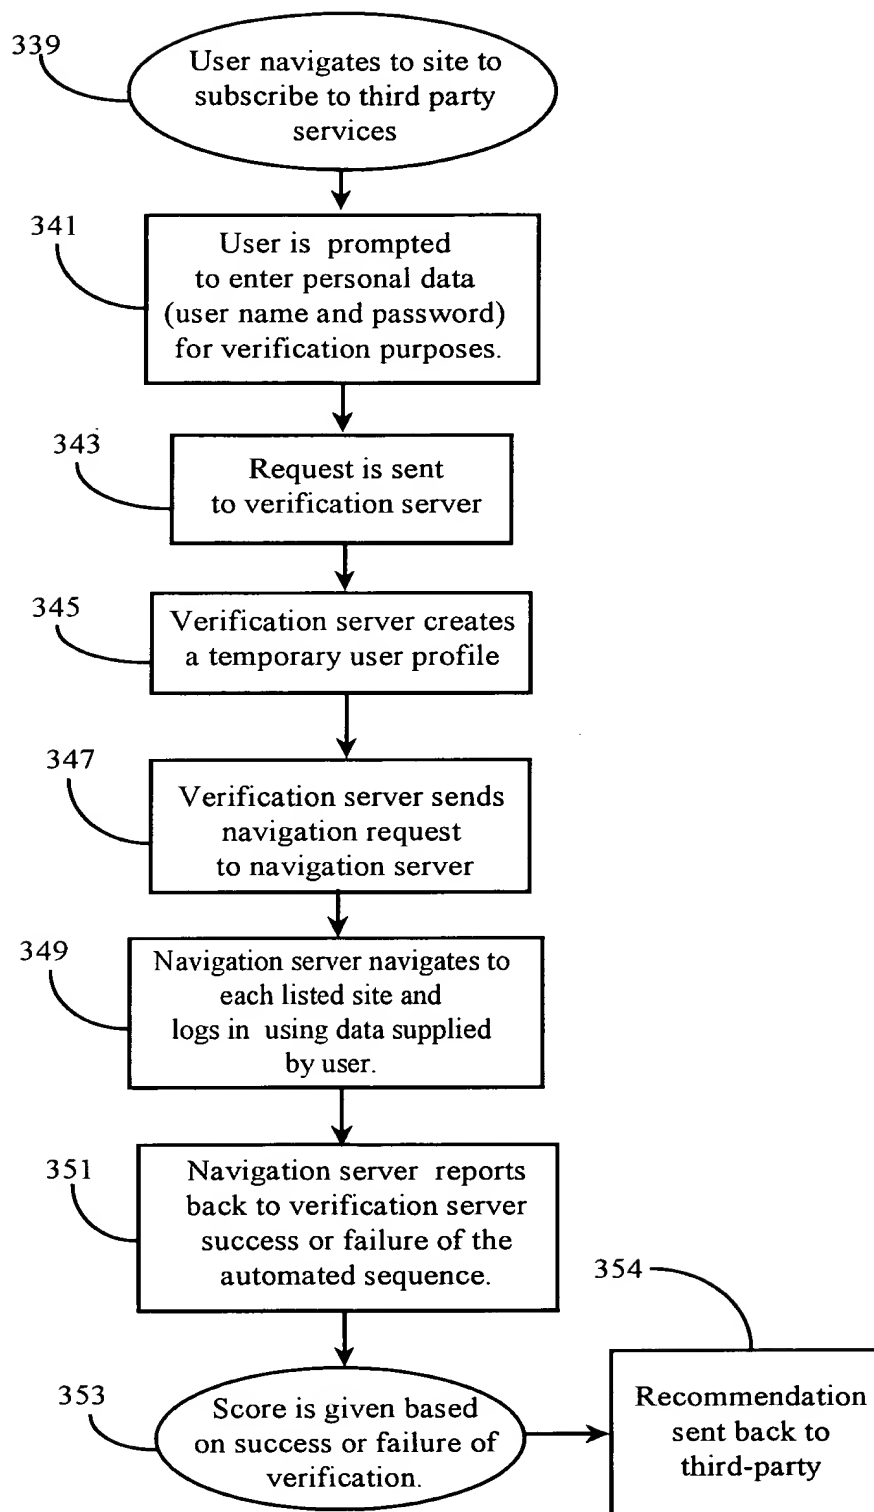 339
User navigates to site to
subscribe to third party
services
341
User is prompted
to enter personal data
(user name and password)
for verification purposes.
343
Request is sent
to verification server
345
Verification server creates
a temporary user profile
347
Verification server sends
navigation request
to navigation server
349
Navigation server navigates to
each listed site and
logs in using data supplied
by user.
351
Navigation server reports
back to verification server
success or failure of the
automated sequence.
353
Score is given based
on success or failure of
verification.
354
Recommendation
sent back to
third-party